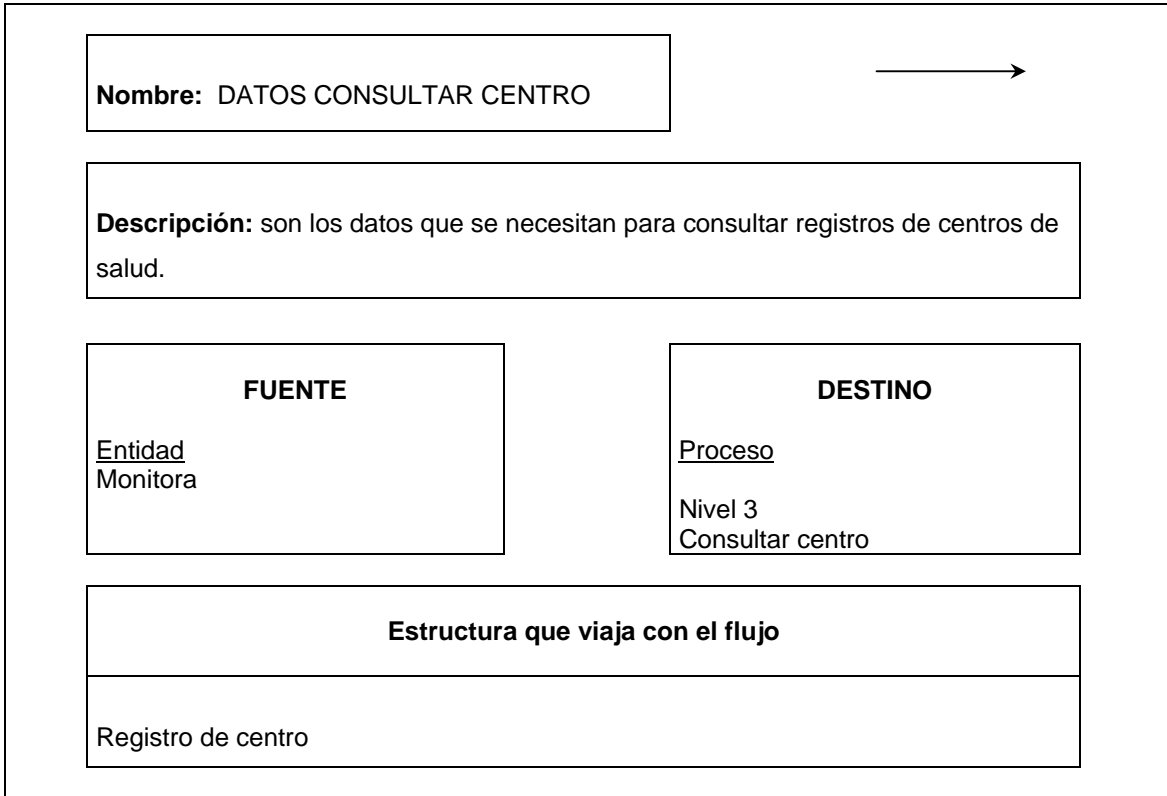 Nombre: DATOS CONSULTAR CENTRO
Descripción: son los datos que se necesitan para consultar registros de centros de
salud.
FUENTE
Entidad
Monitora
DESTINO
Proceso
Nivel 3
Consultar centro
Estructura que viaja con el flujo
Registro de centro